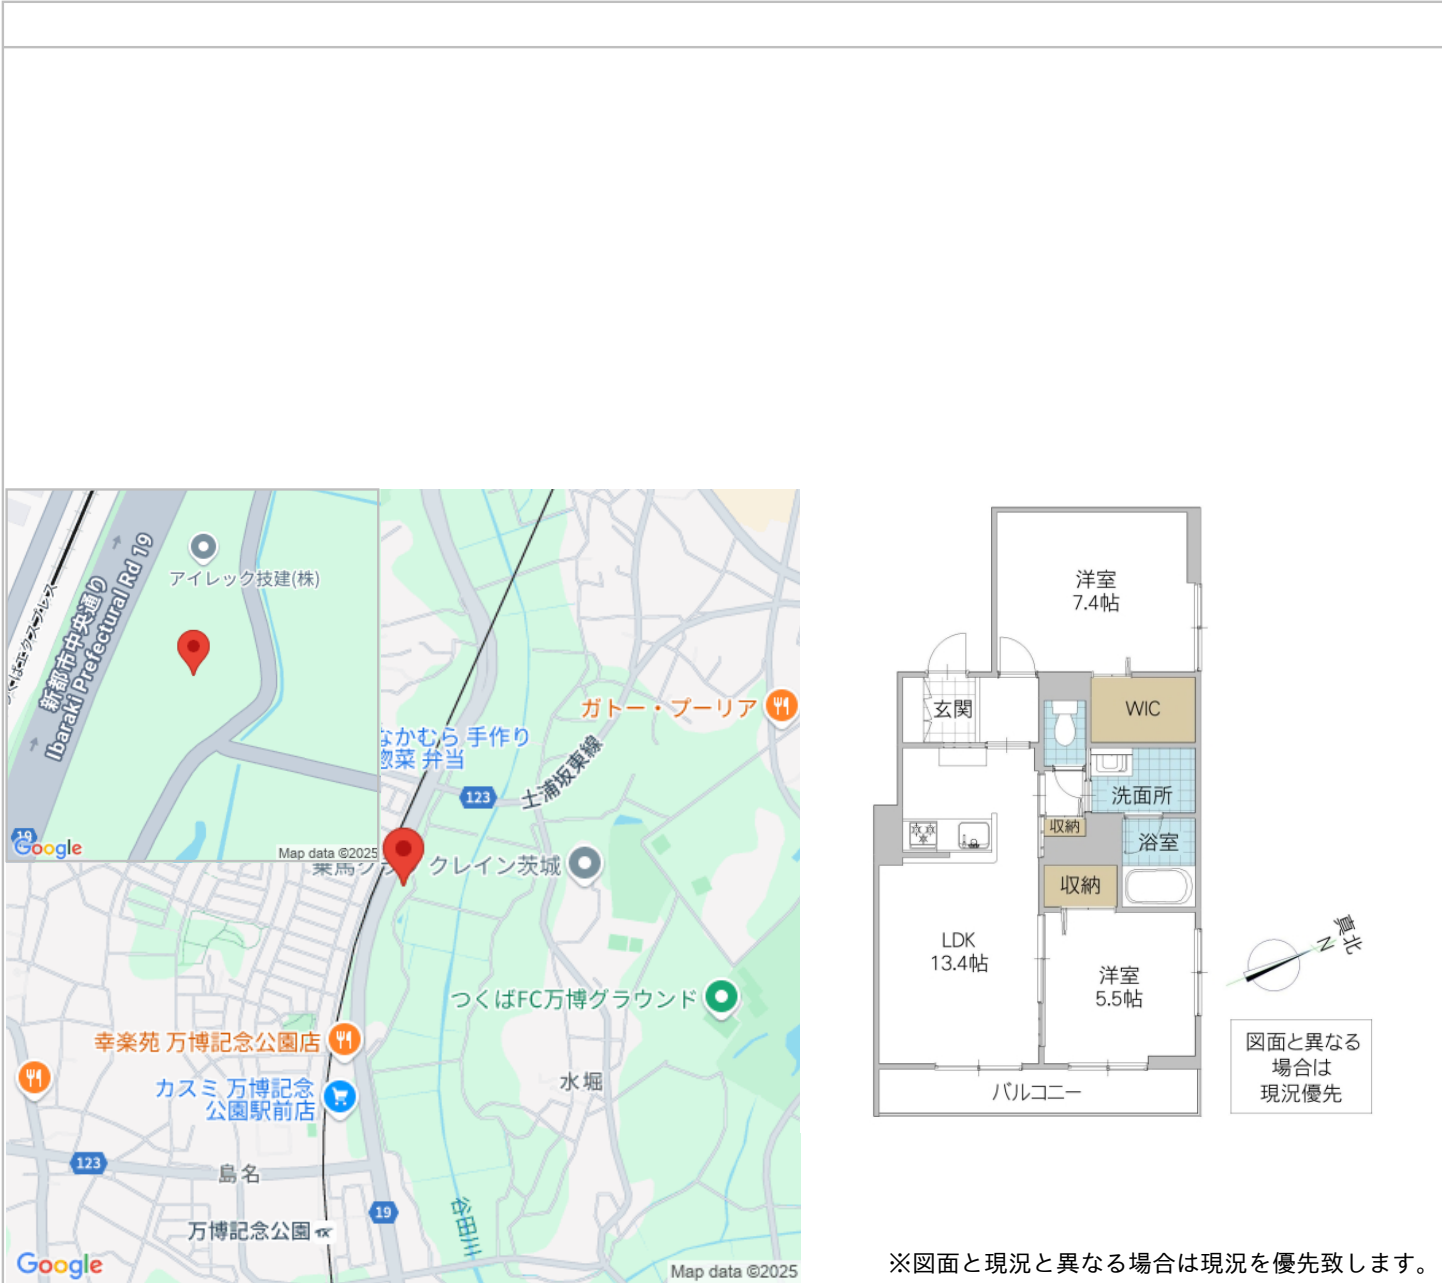 アイレック技建(株)
新都市中央通り
Ibaraki Prefectural Rd 19
19
Google
Map data ©2025
ガトー・プーリア
なかむら 手作り
惣菜 弁当
土浦坂東線
123
クレイン茨城
つくばFC万博グラウンド
幸楽苑 万博記念公園店
カスミ 万博記念
公園駅前店
水堀
123
島名
19
万博記念公園
谷田川
Google
Map data ©2025
洋室
7.4帖
玄関
WIC
洗面所
収納
浴室
収納
LDK
13.4帖
洋室
5.5帖
バルコニー
真北
N
図面と異なる
場合は
現況優先
※図面と現況と異なる場合は現況を優先致します。